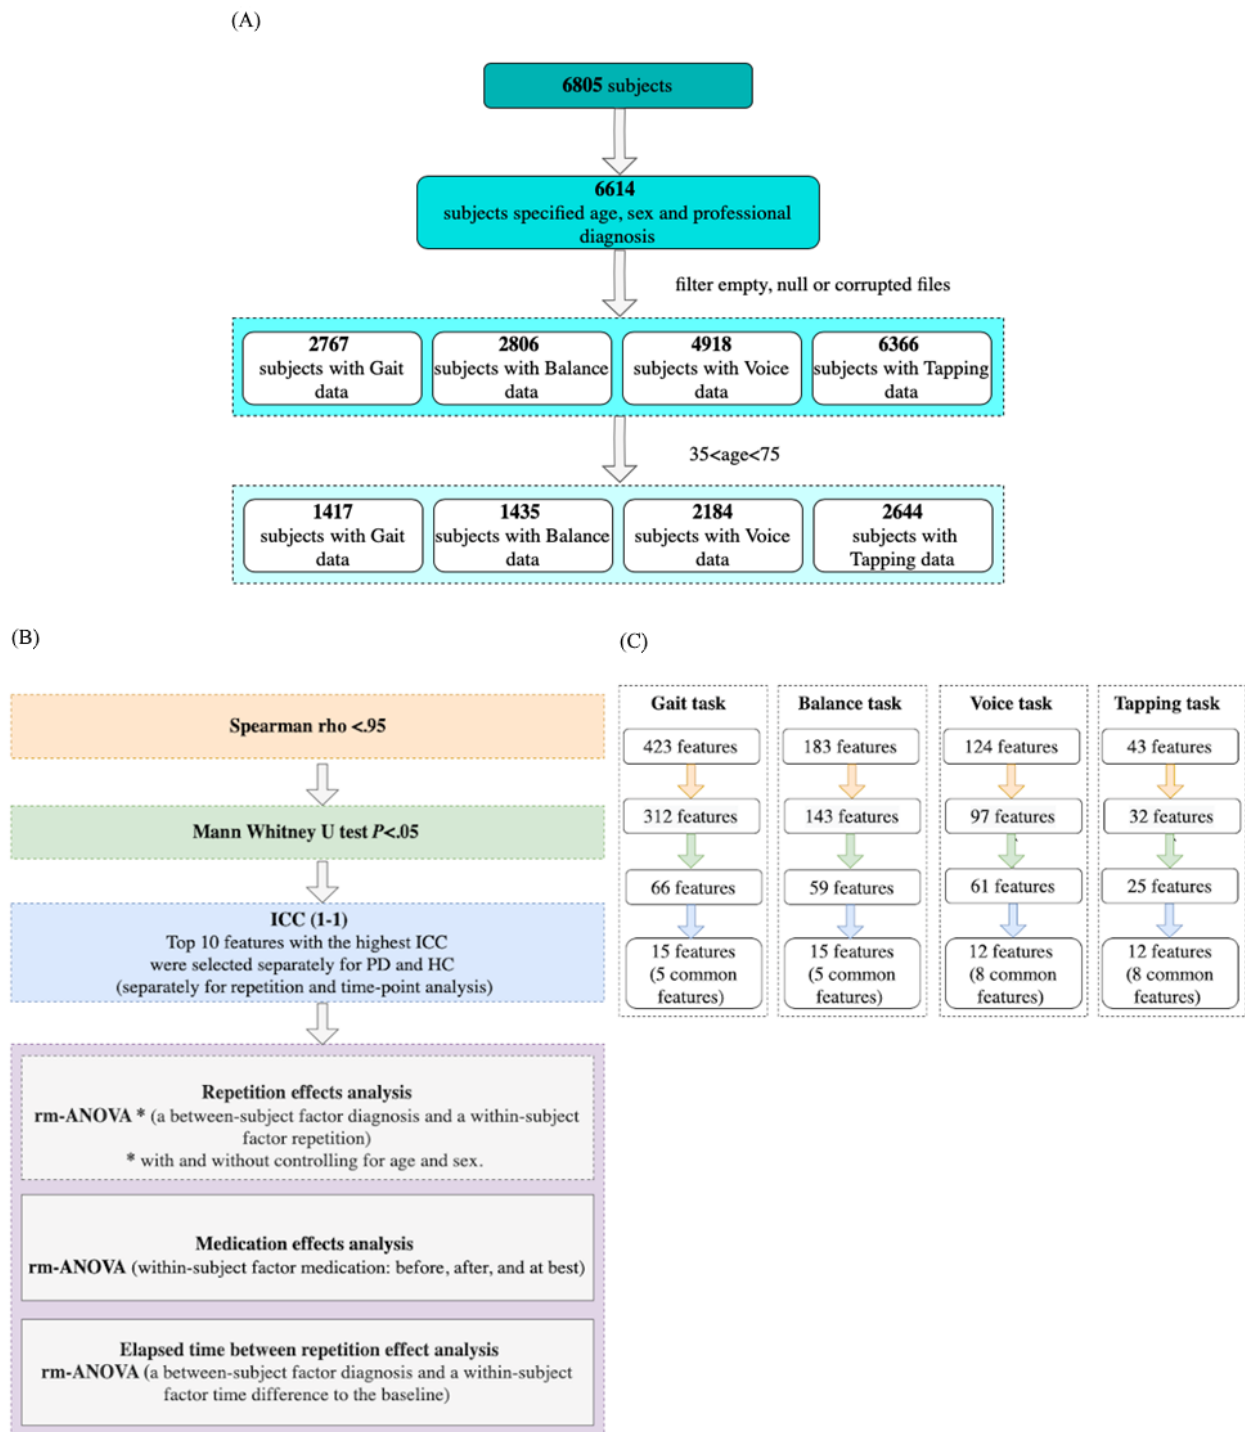 (A)
6805 subjects
6614
subjects specified age, sex and professional
diagnosis
filter empty, null or corrupted files
2767
subjects with Gait
data
2806
subjects with Balance
data
4918
subjects with Voice
data
6366
subjects with Tapping
data
35<age<75
1417
subjects with Gait
data
1435
subjects with Balance
data
2184
subjects with Voice
data
2644
subjects with
Tapping data
(B)
Spearman rho <.95
Mann Whitney U test P<.05
ICC (1-1)
Top 10 features with the highest ICC
were selected separately for PD and HC
(separately for repetition and time-point analysis)
Repetition effects analysis
rm-ANOVA * (a between-subject factor diagnosis and a within-subject
factor repetition)
* with and without controlling for age and sex.
Medication effects analysis
rm-ANOVA (within-subject factor medication: before, after, and at best)
Elapsed time between repetition effect analysis
rm-ANOVA (a between-subject factor diagnosis and a within-subject
factor time difference to the baseline)
(C)
Gait task
423 features
312 features
66 features
15 features
(5 common
features)
Balance task
183 features
143 features
59 features
15 features
(5 common
features)
Voice task
124 features
97 features
61 features
12 features
(8 common
features)
Tapping task
43 features
32 features
25 features
12 features
(8 common
features)